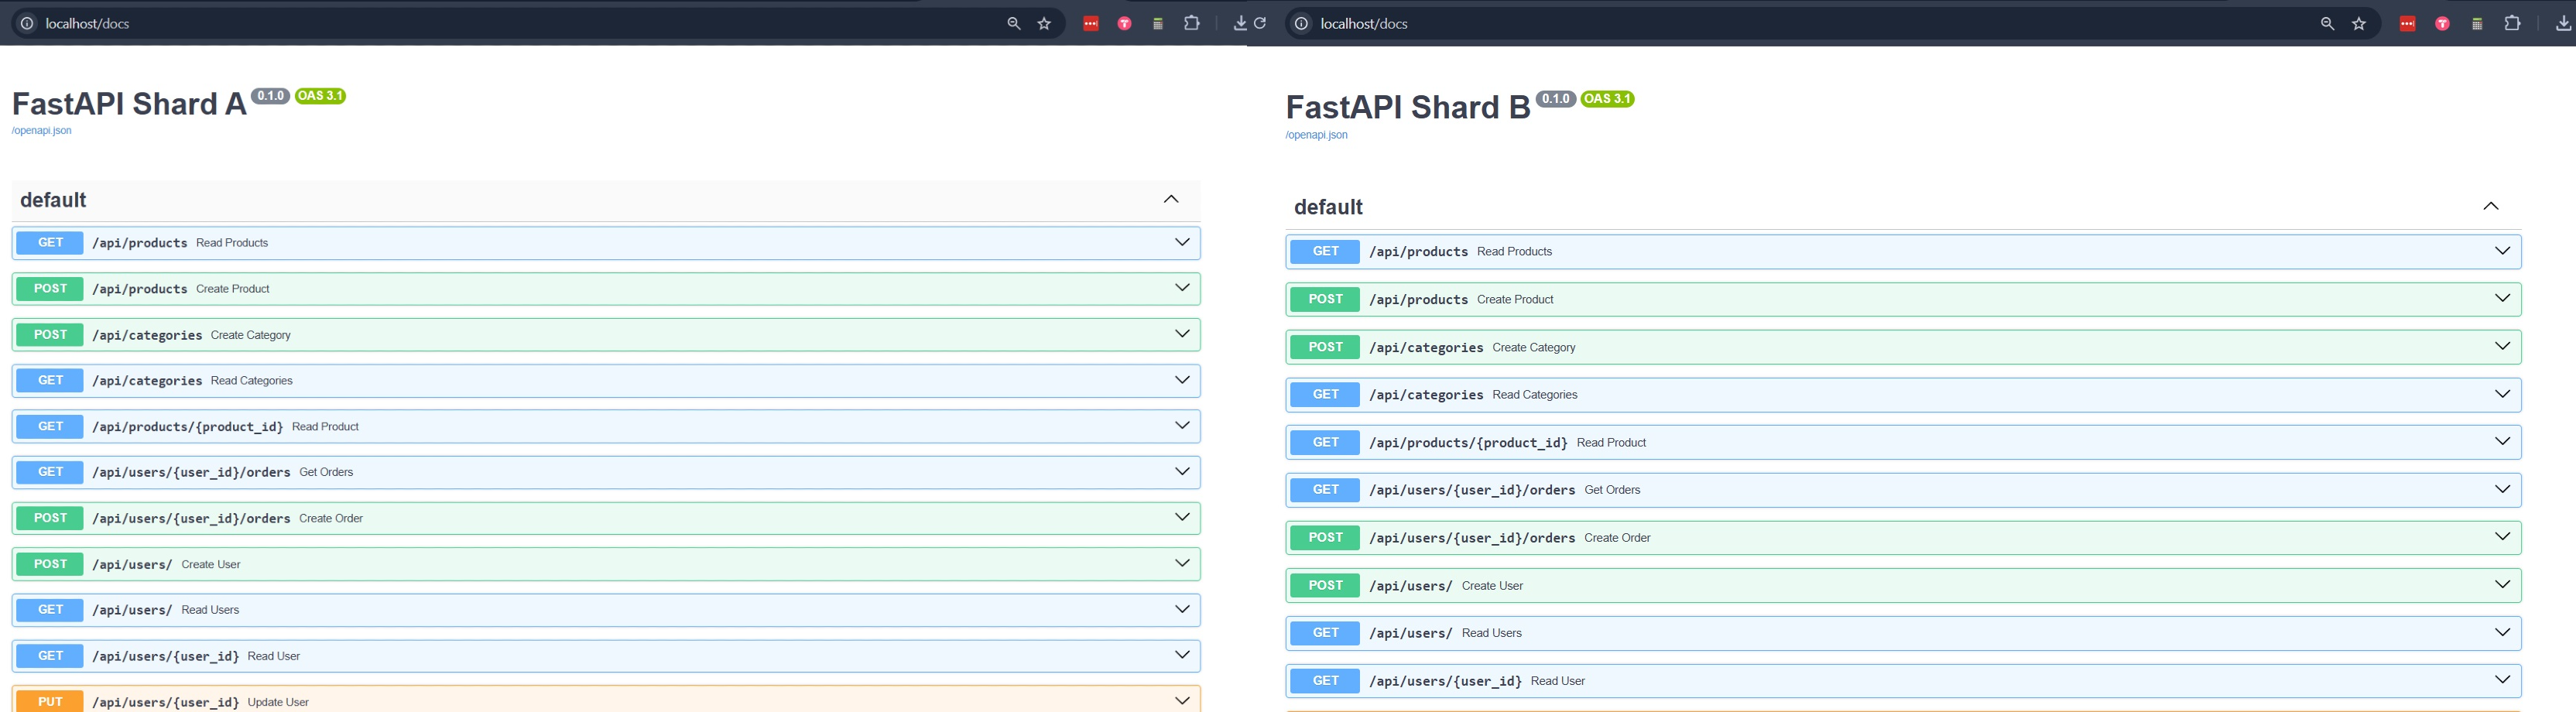 localhost/docs
FastAPI Shard A 0.1.0 OAS 3.1
/openapi.json
default
GET /api/products Read Products
POST /api/products Create Product
POST /api/categories Create Category
GET /api/categories Read Categories
GET /api/products/{product_id} Read Product
GET /api/users/{user_id}/orders Get Orders
POST /api/users/{user_id}/orders Create Order
POST /api/users/ Create User
GET /api/users/ Read Users
GET /api/users/{user_id} Read User
PUT /api/users/{user_id} Update User
localhost/docs
FastAPI Shard B 0.1.0 OAS 3.1
/openapi.json
default
GET /api/products Read Products
POST /api/products Create Product
POST /api/categories Create Category
GET /api/categories Read Categories
GET /api/products/{product_id} Read Product
GET /api/users/{user_id}/orders Get Orders
POST /api/users/{user_id}/orders Create Order
POST /api/users/ Create User
GET /api/users/ Read Users
GET /api/users/{user_id} Read User